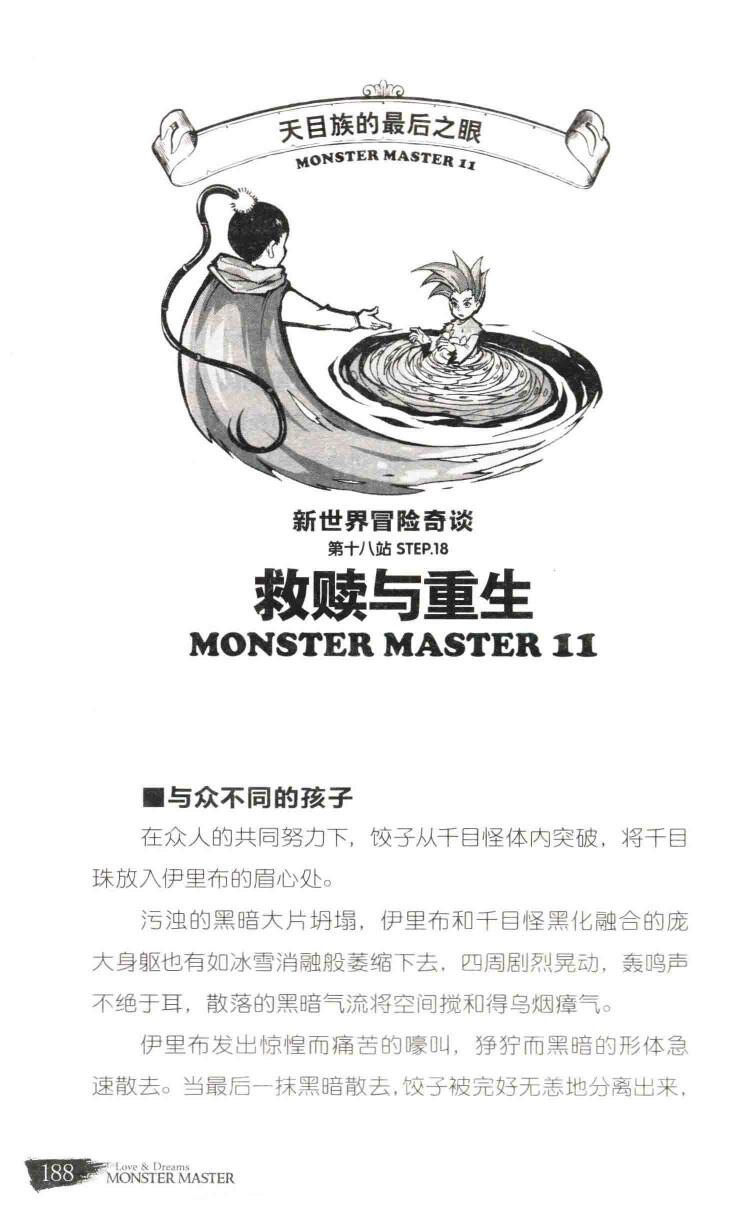 天目族的最后之眼
MONSTER MASTER 11
新世界冒险奇谈
第十八站 STEP.18
救赎与重生
MONSTER MASTER 11
■与众不同的孩子
在众人的共同努力下，饺子从千目怪体内突破，将千目
珠放入伊里布的眉心处。
污浊的黑暗大片坍塌，伊里布和千目怪黑化融合的庞
大身躯也有如冰雪消融般萎缩下去，四周剧烈晃动，轰鸣声
不绝于耳，散落的黑暗气流将空间搅和得乌烟瘴气。
伊里布发出惊惶而痛苦的嚎叫，狰狞而黑暗的形体急
速散去。当最后一抹黑暗散去，饺子被完好无恙地分离出来，
188
Love & Dreams
MONSTER MASTER